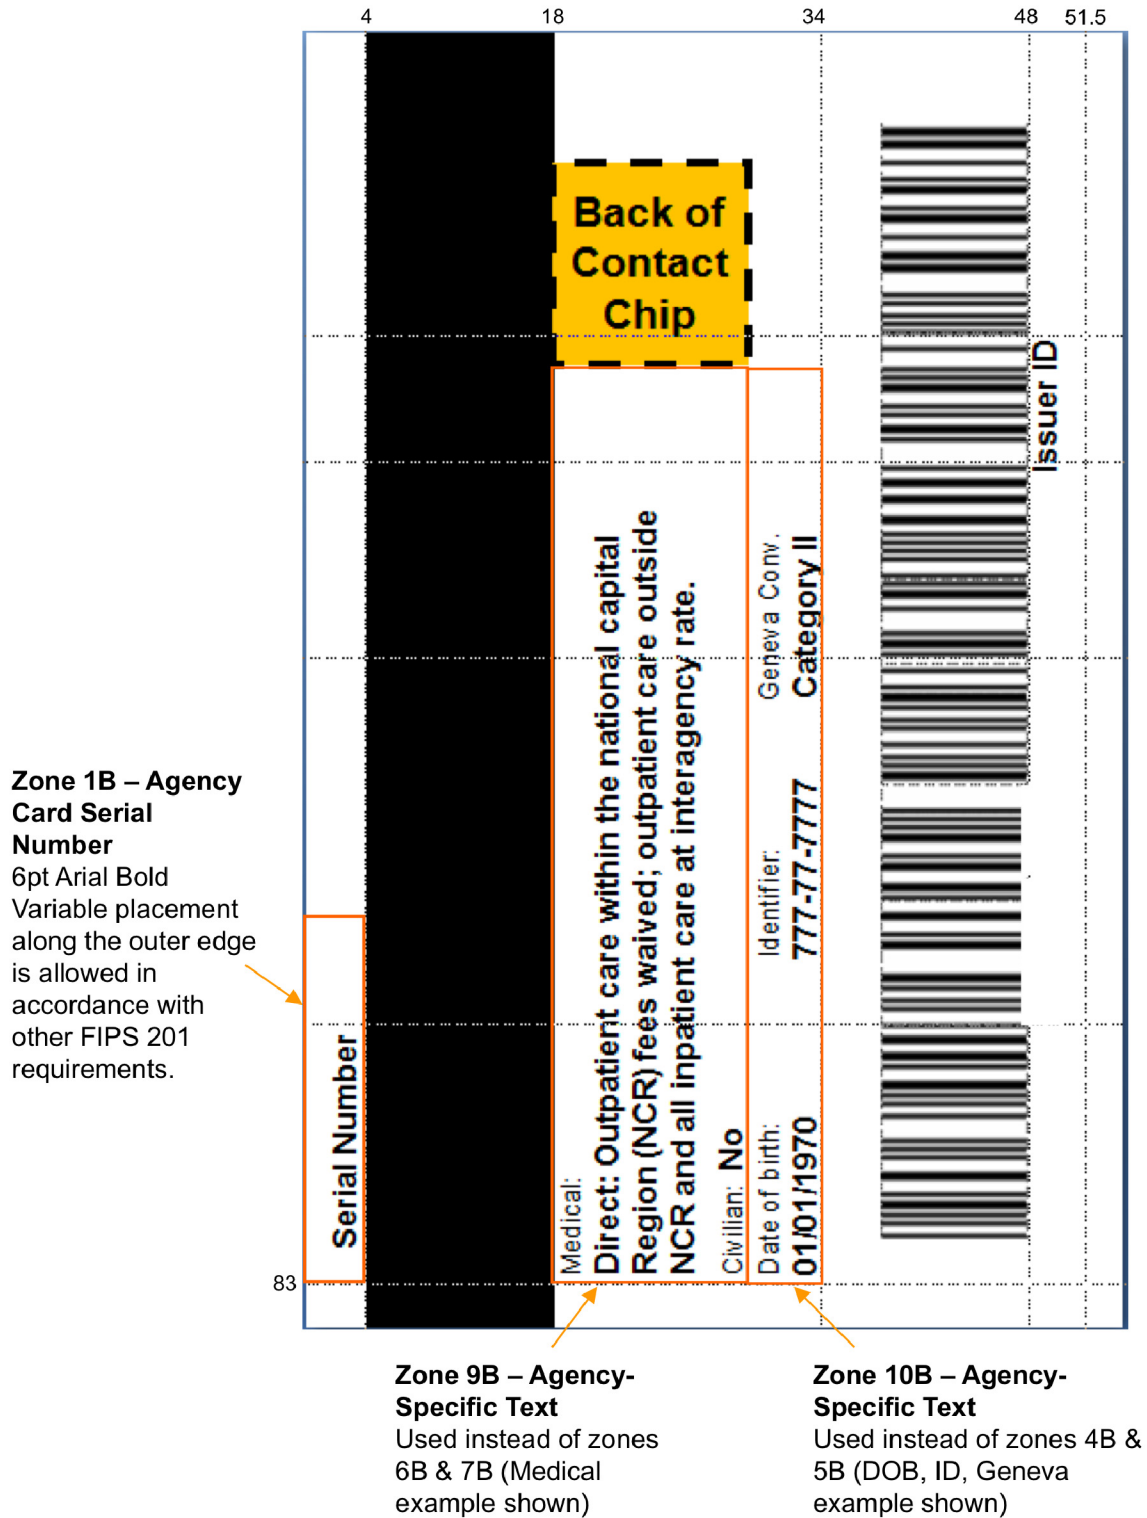 4 18 34 48 51.5
Back of
Contact
Chip
Issuer ID
Medical:
Direct: Outpatient care within the national capital
Region (NCR) fees waived; outpatient care outside
NCR and all inpatient care at interagency rate.
Civilian: No
Date of birth: Identifier: Geneva Conv.
01/01/1970 777-77-7777 Category II
Zone 1B – Agency
Card Serial
Number
6pt Arial Bold
Variable placement
along the outer edge
is allowed in
accordance with
other FIPS 201
requirements.
Serial Number
83
Zone 9B – Agency-
Specific Text
Used instead of zones
6B & 7B (Medical
example shown)
Zone 10B – Agency-
Specific Text
Used instead of zones 4B &
5B (DOB, ID, Geneva
example shown)